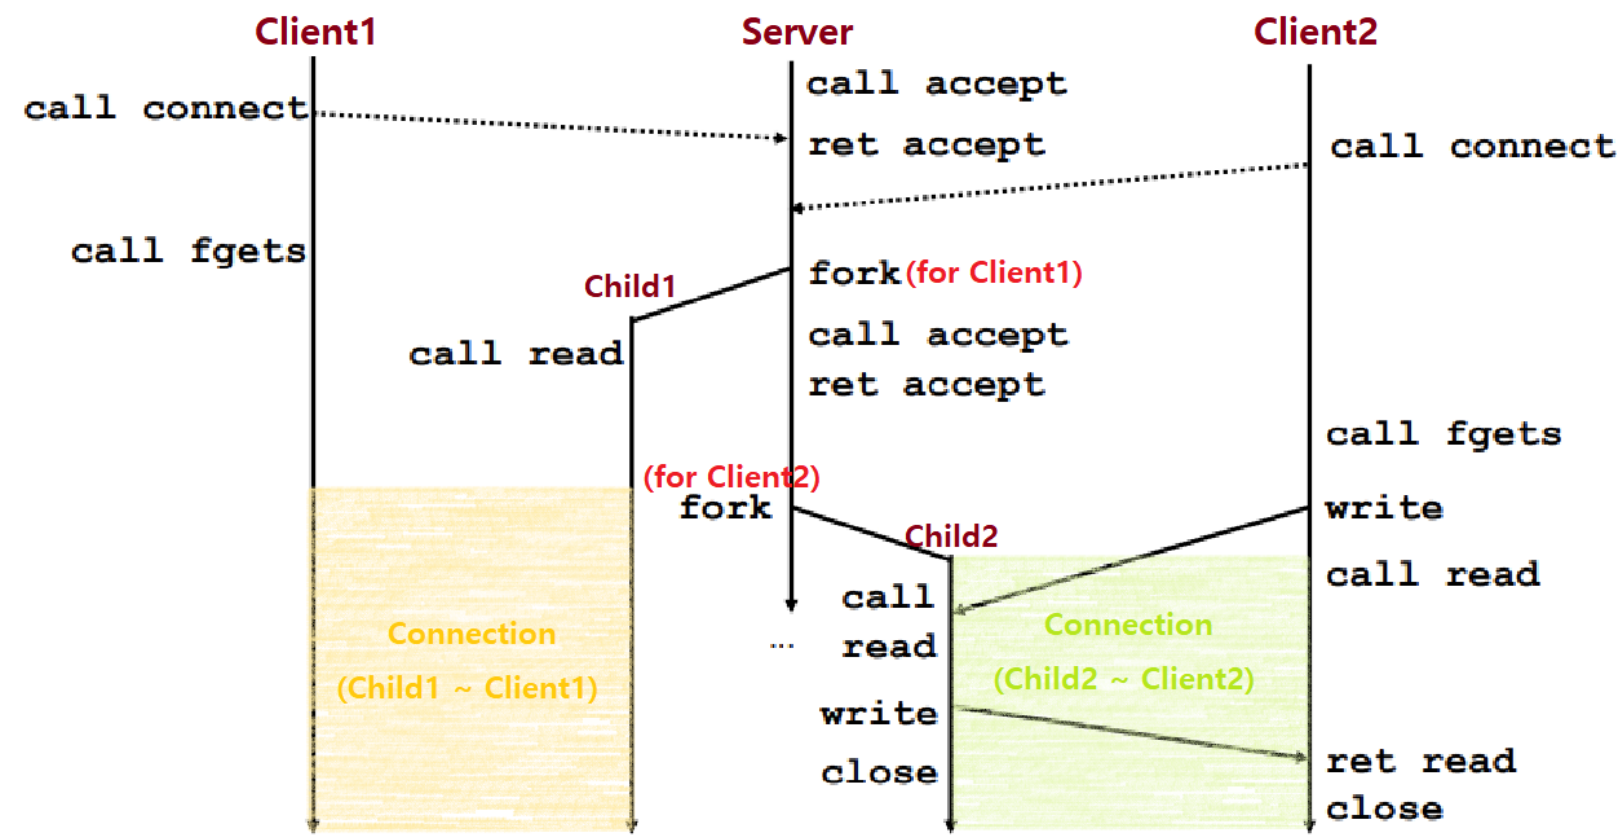 Client1
Server
Client2
call connect
call accept
ret accept
call connect
call fgets
Child1
fork (for Client1)
call accept
call read
ret accept
call fgets
(for Client2)
fork
write
Child2
call read
call
read
...
Connection
(Child1 ~ Client1)
Connection
(Child2 ~ Client2)
write
close
ret read
close